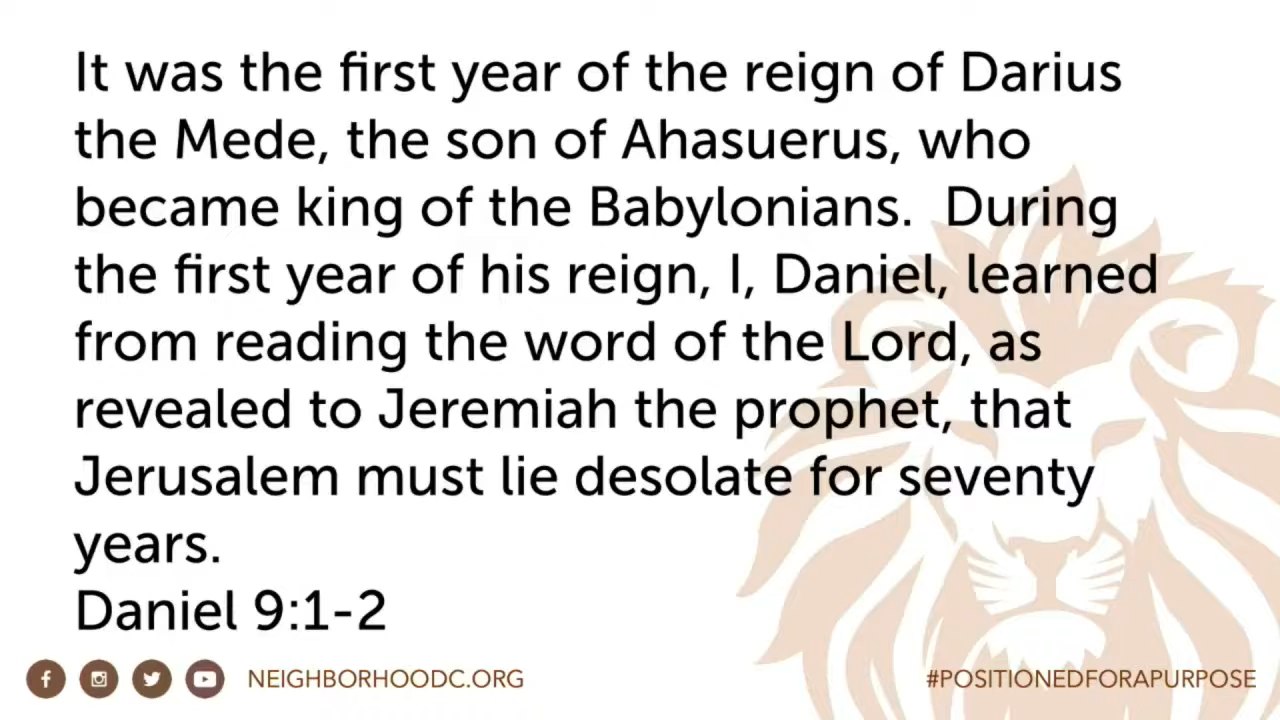 It was the first year of the reign of Darius
the Mede, the son of Ahasuerus, who
became king of the Babylonians.  During
the first year of his reign, I, Daniel, learned
from reading the word of the Lord, as
revealed to Jeremiah the prophet, that
Jerusalem must lie desolate for seventy
years.
Daniel 9:1-2
NEIGHBORHOODC.ORG
#POSITIONEDFORAPURPOSE